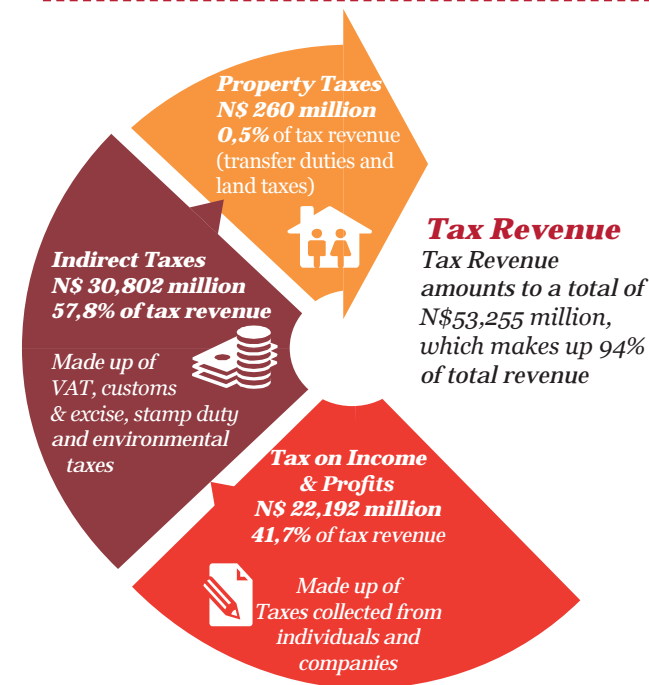 Property Taxes
N$ 260 million
0,5% of tax revenue
(transfer duties and
land taxes)
Indirect Taxes
N$ 30,802 million
57,8% of tax revenue
Made up of
VAT, customs
& excise, stamp duty
and environmental
taxes
Tax Revenue
Tax Revenue
amounts to a total of
N$53,255 million,
which makes up 94%
of total revenue
Tax on Income
& Profits
N$ 22,192 million
41,7% of tax revenue
Made up of
Taxes collected from
individuals and
companies